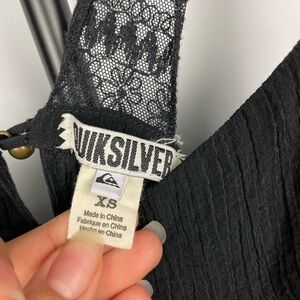 QUIKSILVER
XS
Made in China
Fabriqué en Chine
Hecho en China